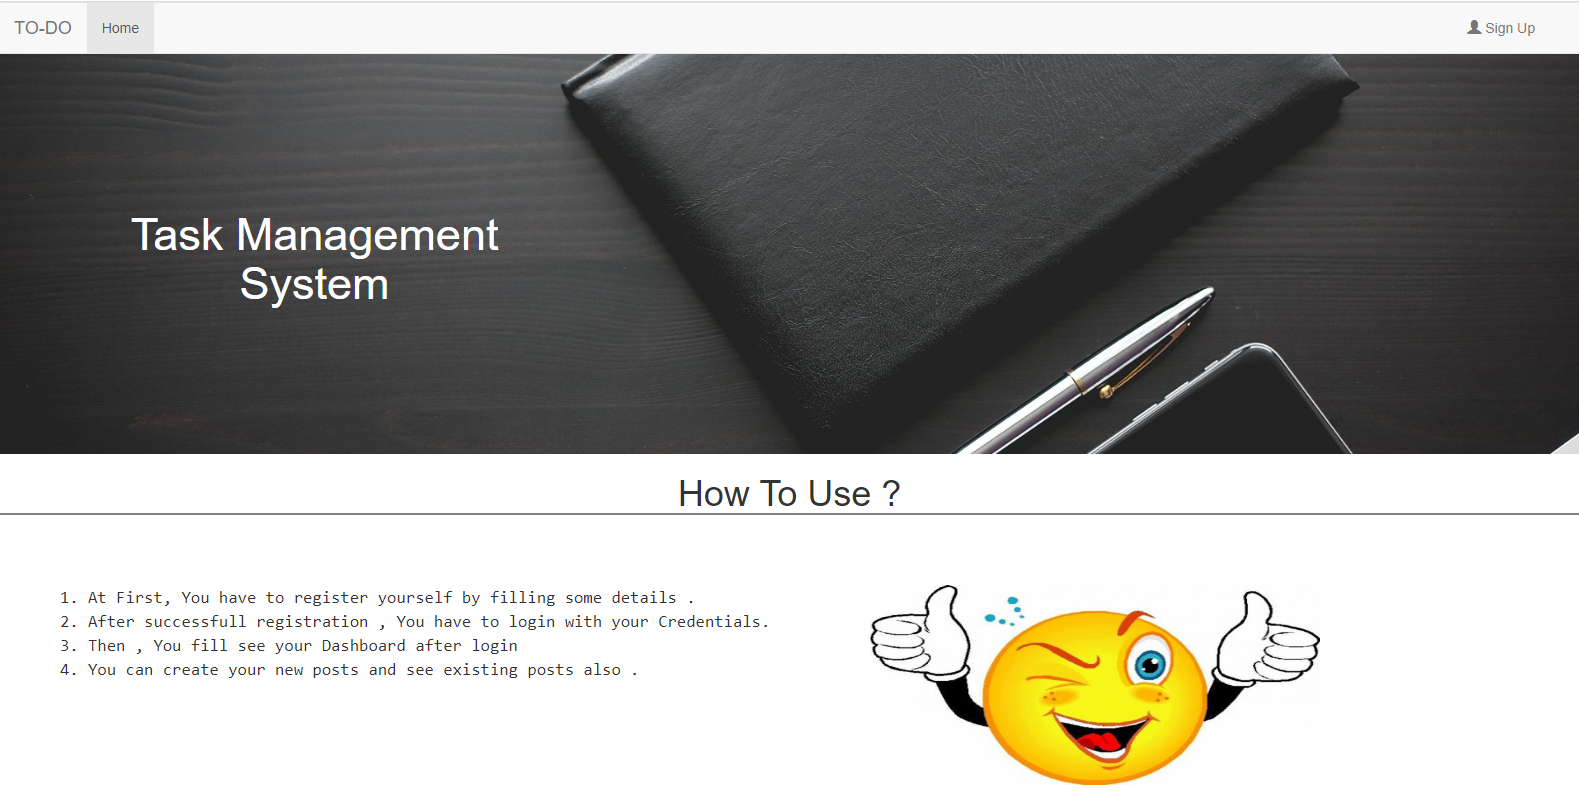 TO-DO Home Sign Up
Task Management
System
How To Use ?
1. At First, You have to register yourself by filling some details .
2. After successfull registration , You have to login with your Credentials.
3. Then , You fill see your Dashboard after login
4. You can create your new posts and see existing posts also .